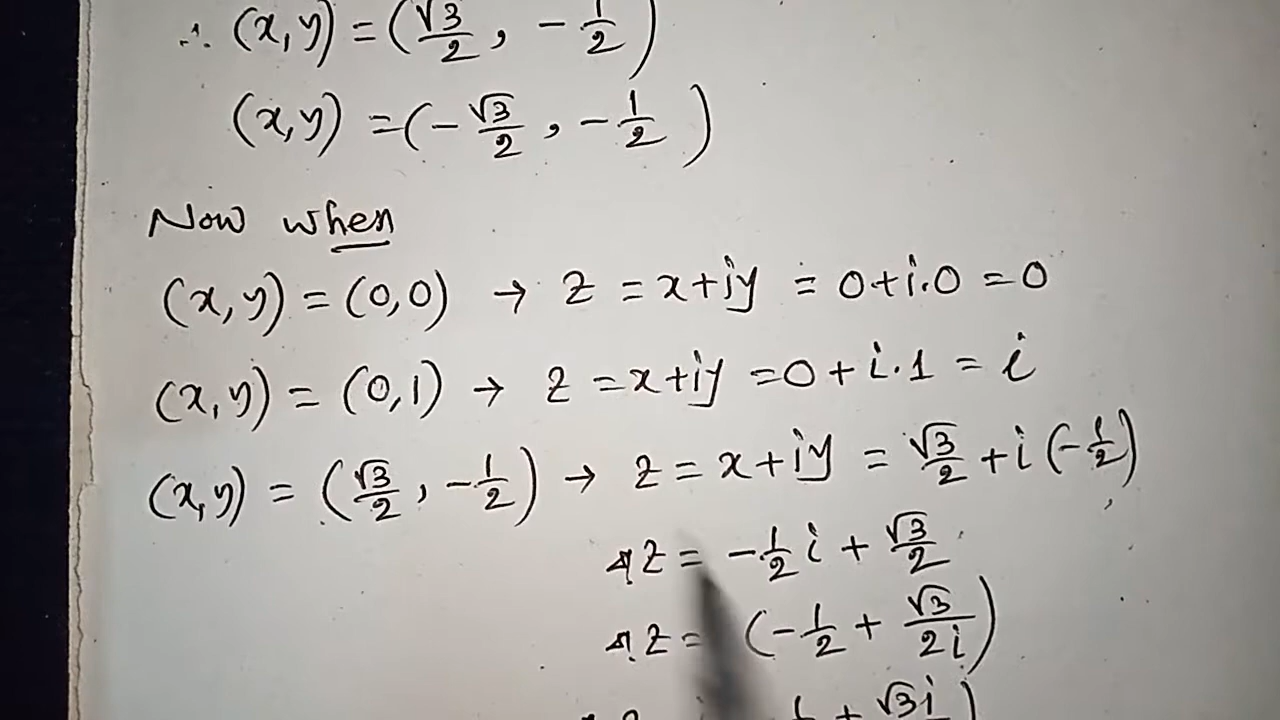 ∴ (x,y) = (√3/2, -1/2)
(x,y) = (-√3/2, -1/2)
Now when
(x,y) = (0,0) → z = x+iy = 0+i.0 = 0
(x,y) = (0,1) → z = x+iy = 0+i.1 = i
(x,y) = (√3/2, -1/2) → z = x+iy = √3/2 + i(-1/2)
z = -1/2 i + √3/2
z = (-1/2 + √3/2i)
1 + √3i )